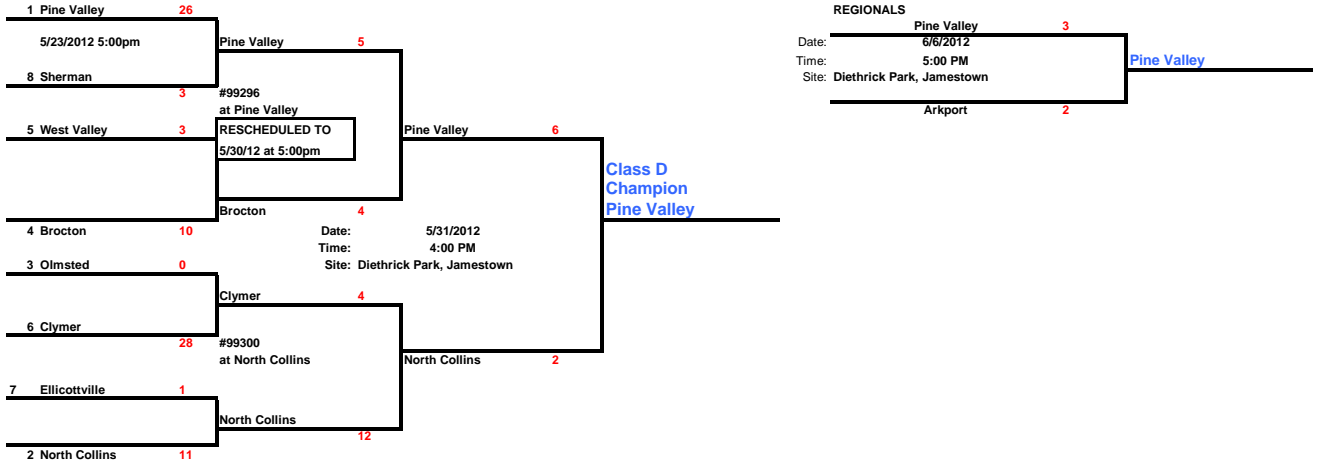 1 Pine Valley 26
5/23/2012 5:00pm
8 Sherman
3
5 West Valley 3
4 Brocton 10
3 Olmsted 0
6 Clymer
28
7 Ellicottville 1
2 North Collins 11
Pine Valley 5
#99296
at Pine Valley
RESCHEDULED TO
5/30/12 at 5:00pm
Brocton 4
Clymer 4
#99300
at North Collins
North Collins
12
Pine Valley 6
Date: 5/31/2012
Time: 4:00 PM
Site: Diethrick Park, Jamestown
North Collins 2
Class D
Champion
Pine Valley
REGIONALS
Pine Valley 3
Date: 6/6/2012
Time: 5:00 PM
Site: Diethrick Park, Jamestown
Arkport 2
Pine Valley